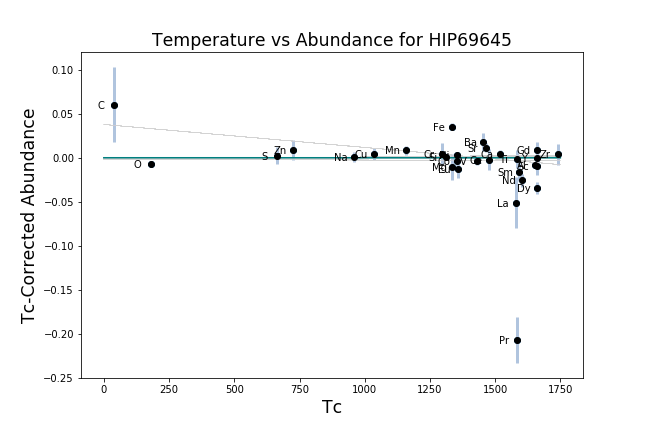 Temperature vs Abundance for HIP69645
Tc-Corrected Abundance
0.10
0.05
0.00
−0.05
−0.10
−0.15
−0.20
−0.25
C
O
S
Zn
Na
Cu
Mn
Fe
Ba
Sr
Gd
Zr
Sm
Nd
Dy
La
Pr
0
250
500
750
1000
1250
1500
1750
Tc